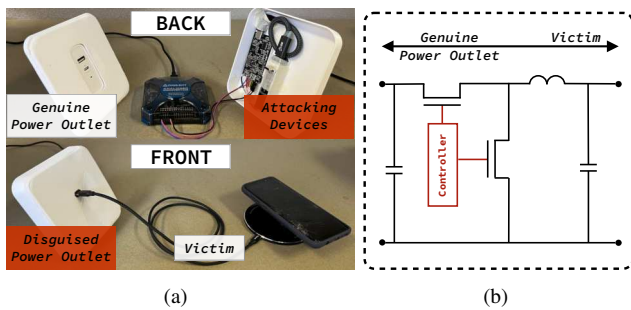 BACK
Genuine
Power Outlet
Attacking
Devices
FRONT
Disguised
Power Outlet
Victim
(a)
Genuine
Power Outlet
Victim
Controller
(b)